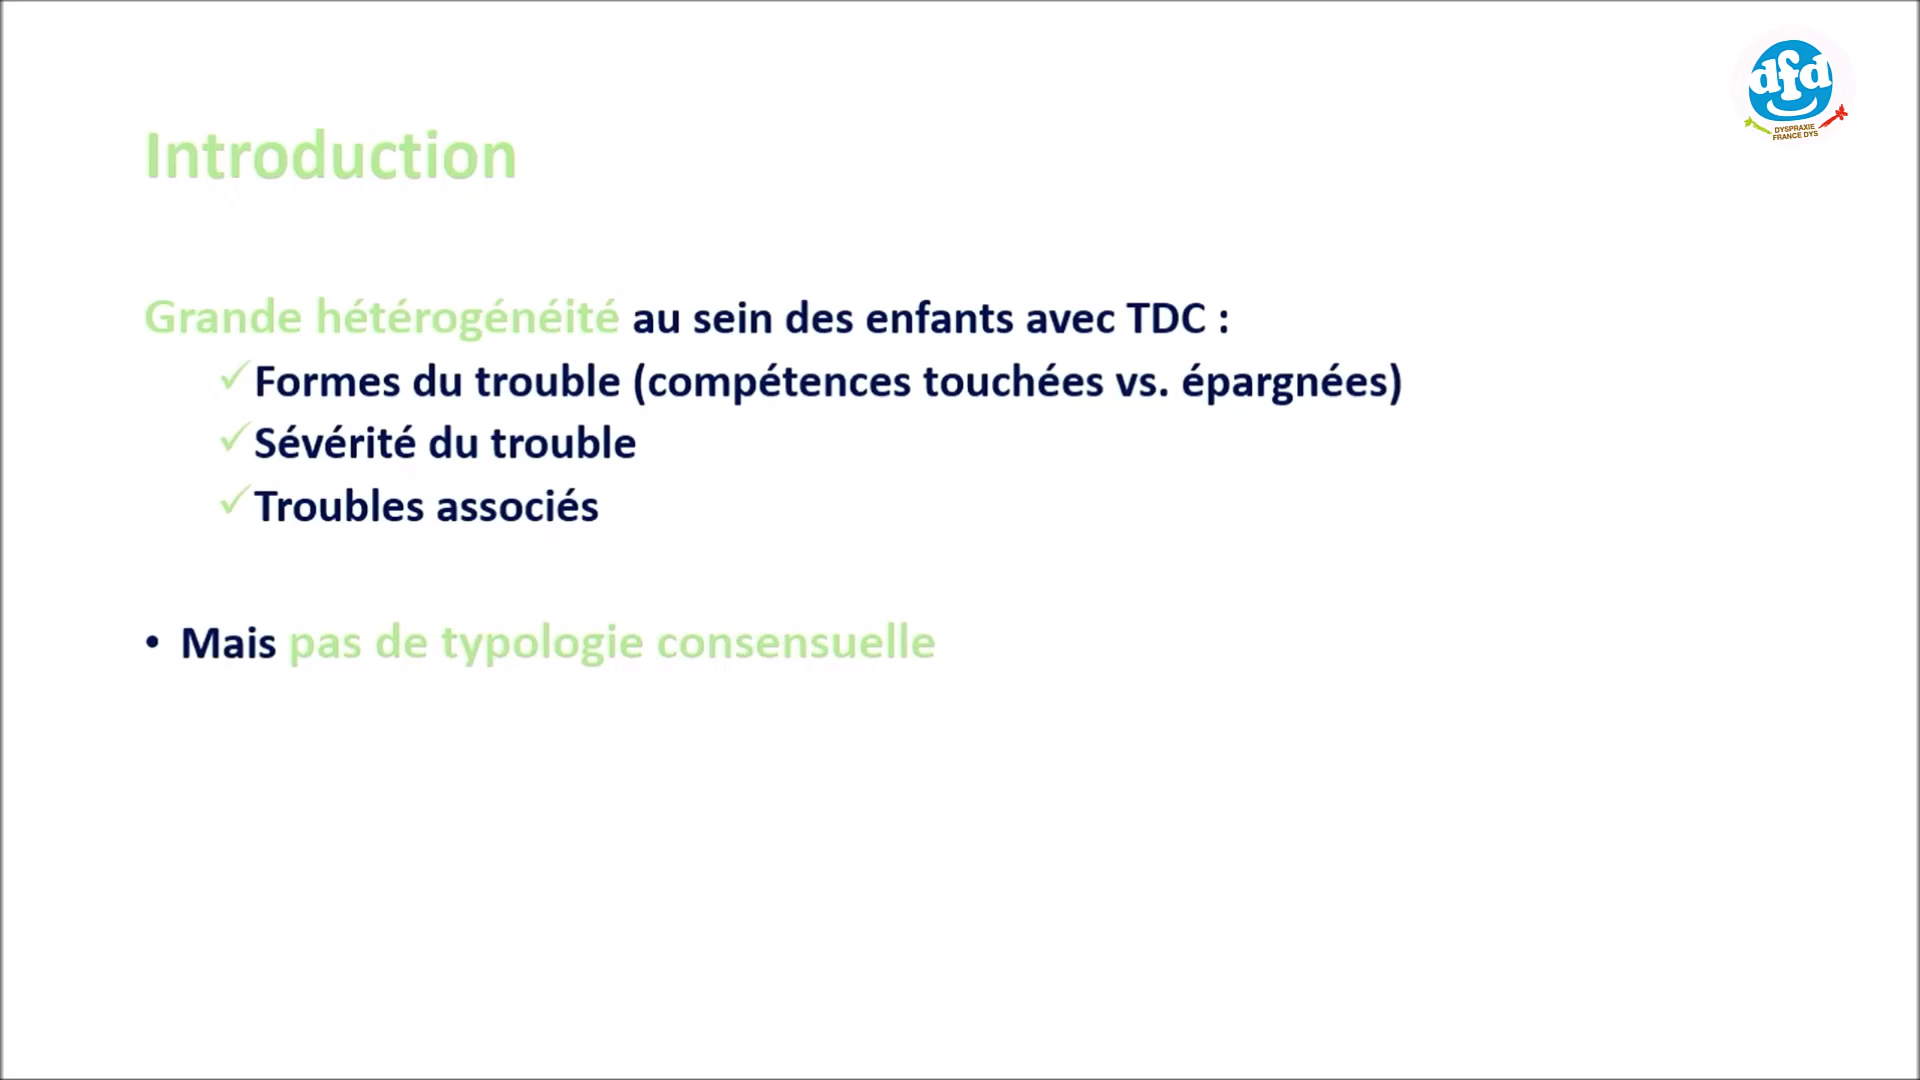 dfd
DYSPRAXIE
FRANCE DYS
Introduction
Grande hétérogénéité au sein des enfants avec TDC :
✓Formes du trouble (compétences touchées vs. épargnées)
✓Sévérité du trouble
✓Troubles associés
• Mais pas de typologie consensuelle